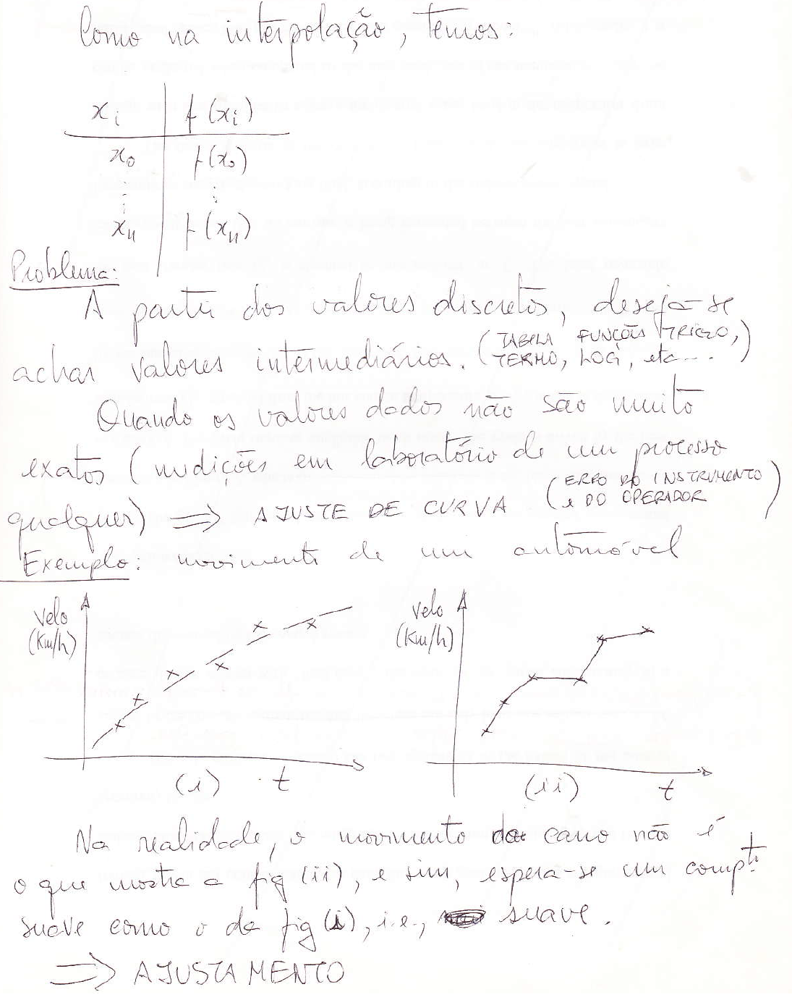 Como na interpolação, temos:
xi f(xi)
x0 f(x0)
⋮ ⋮
xn f(xn)
Problema:
A partir dos valores discretos, deseja-se
achar valores intermediários. (TABELA FUNÇÕES TRIGO,
TERMO, LOG, etc...)
Quando os valores dados não são muito
exatos (medições em laboratório de um processo
qualquer) ⇒ AJUSTE DE CURVA (ERRO DO INSTRUMENTO
e DO OPERADOR)
Exemplo: movimento de um automóvel
Velo
(Km/h)
(i) t
Velo
(Km/h)
(ii) t
Na realidade, o movimento do carro não é
o que mostra a fig (ii), e sim, espera-se um compto
suave como o da fig (i), i.e., suave.
⇒ AJUSTAMENTO